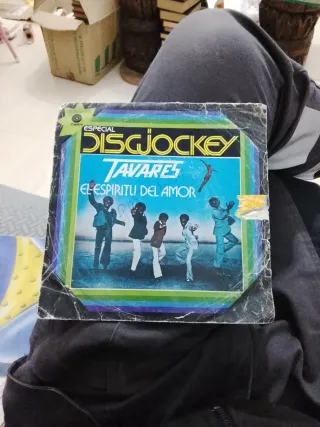 ESPECIAL
DISCJOCKEY
TAVARES
EL ESPIRITU DEL AMOR